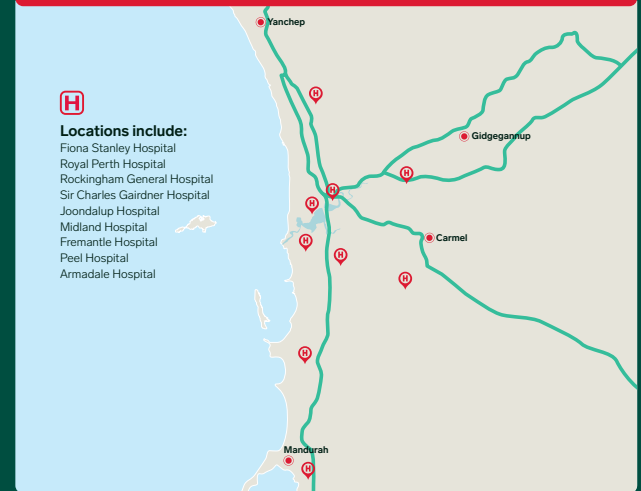 Yanchep
H
H
Locations include:
Fiona Stanley Hospital
Royal Perth Hospital
Rockingham General Hospital
Sir Charles Gairdner Hospital
Joondalup Hospital
Midland Hospital
Fremantle Hospital
Peel Hospital
Armadale Hospital
Gidgegannup
H
H
H
Carmel
H
H
H
H
Mandurah
H